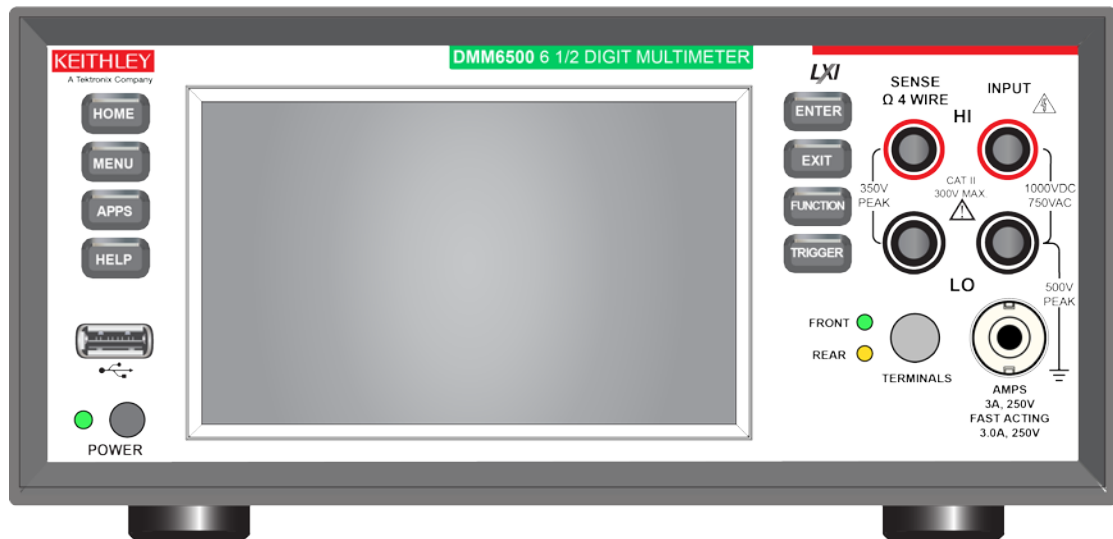 KEITHLEY
A Tektronix Company
DMM6500 6 1/2 DIGIT MULTIMETER
LXI
HOME
MENU
APPS
HELP
POWER
ENTER
EXIT
FUNCTION
TRIGGER
SENSE
Ω 4 WIRE
INPUT
HI
350V
PEAK
CAT II
300V MAX.
1000VDC
750VAC
LO
500V
PEAK
FRONT
REAR
TERMINALS
AMPS
3A, 250V
FAST ACTING
3.0A, 250V